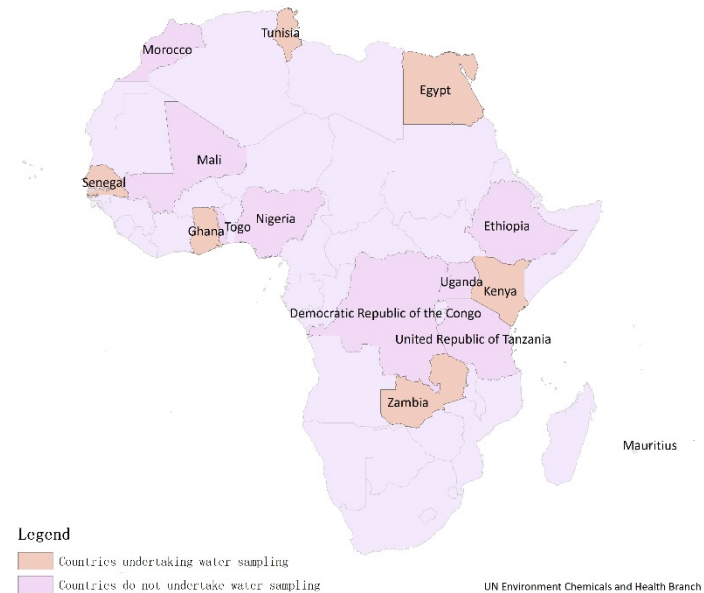 Tunisia
Morocco
Egypt
Mali
Senegal
Nigeria
Ghana
Togo
Ethiopia
Uganda
Kenya
Democratic Republic of the Congo
United Republic of Tanzania
Zambia
Mauritius
Legend
Countries undertaking water sampling
Countries do not undertake water sampling
UN Environment Chemicals and Health Branch